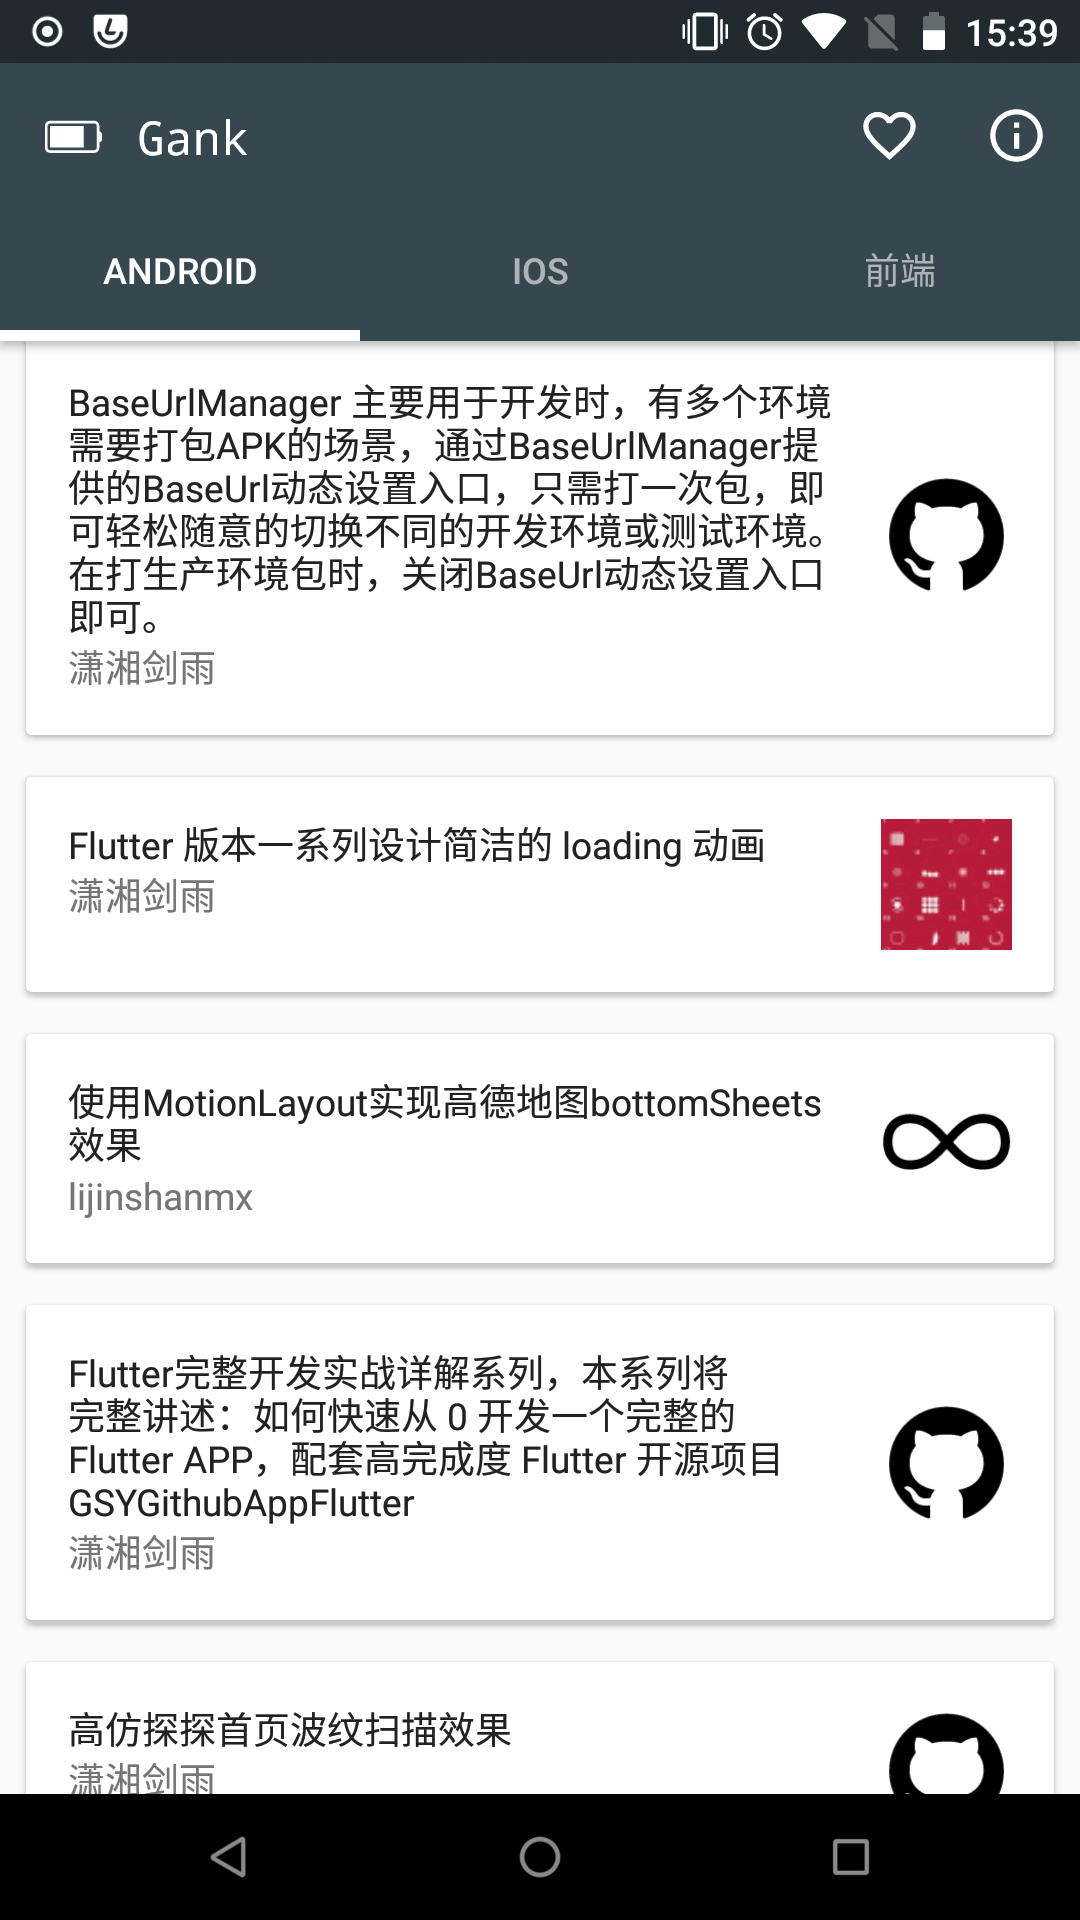 15:39
Gank
ANDROID
IOS
前端
BaseUrlManager 主要用于开发时，有多个环境
需要打包APK的场景，通过BaseUrlManager提
供的BaseUrl动态设置入口，只需打一次包，即
可轻松随意的切换不同的开发环境或测试环境。
在打生产环境包时，关闭BaseUrl动态设置入口
即可。
潇湘剑雨
Flutter 版本一系列设计简洁的 loading 动画
潇湘剑雨
使用MotionLayout实现高德地图bottomSheets
效果
lijinshanmx
Flutter完整开发实战详解系列，本系列将
完整讲述：如何快速从 0 开发一个完整的
Flutter APP，配套高完成度 Flutter 开源项目
GSYGithubAppFlutter
潇湘剑雨
高仿探探首页波纹扫描效果
潇湘剑雨